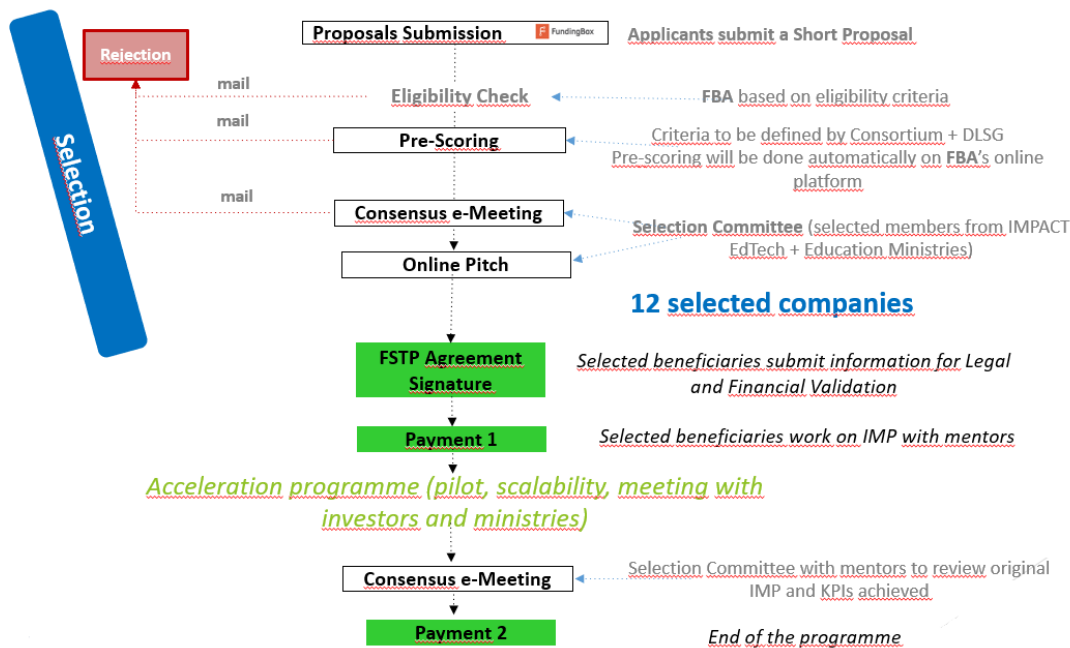 Proposals Submission
FundingBox
Applicants submit a Short Proposal
Rejection
mail
Eligibility Check
FBA based on eligibility criteria
mail
Pre-Scoring
Criteria to be defined by Consortium + DLSG
Pre-scoring will be done automatically on FBA's online
platform
Selection
mail
Consensus e-Meeting
Selection Committee (selected members from IMPACT
EdTech + Education Ministries)
Online Pitch
12 selected companies
FSTP Agreement
Signature
Selected beneficiaries submit information for Legal
and Financial Validation
Payment 1
Selected beneficiaries work on IMP with mentors
Acceleration programme (pilot, scalability, meeting with
investors and ministries)
Consensus e-Meeting
Selection Committee with mentors to review original
IMP and KPIs achieved
Payment 2
End of the programme